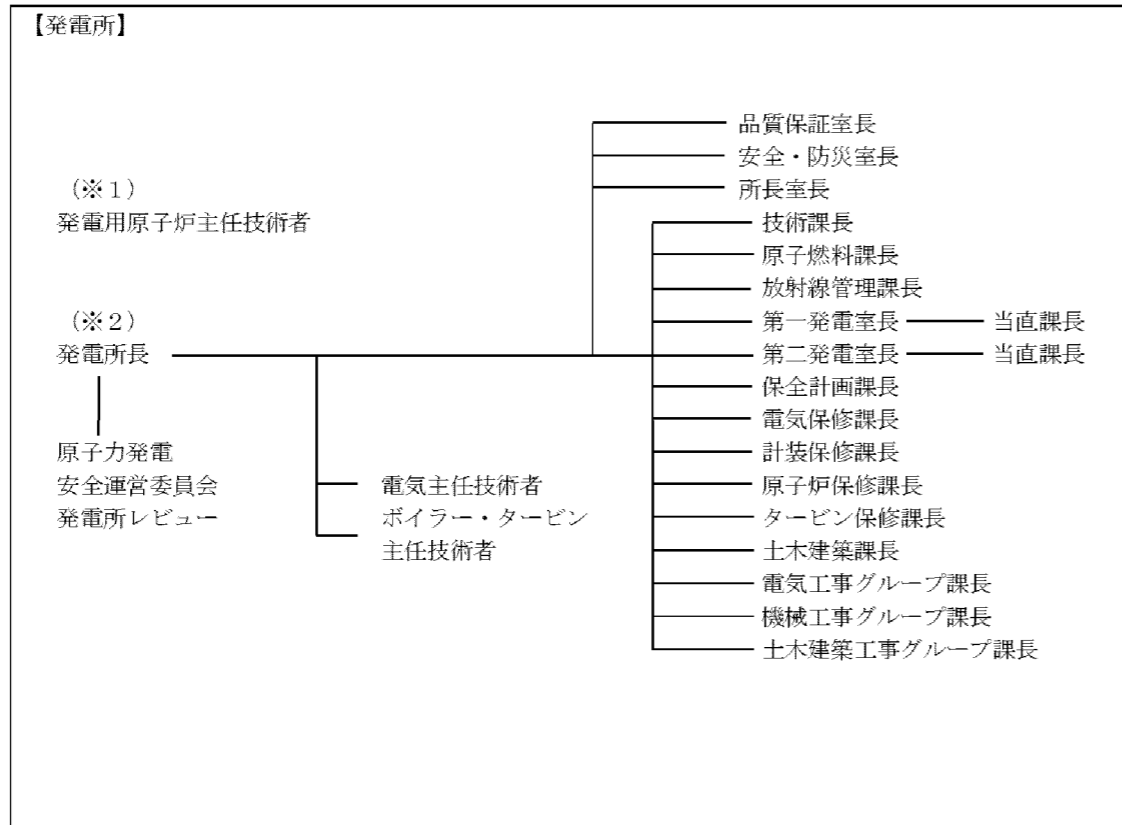 【発電所】
(※1)
発電用原子炉主任技術者
(※2)
発電所長
原子力発電
安全運営委員会
発電所レビュー
電気主任技術者
ボイラー・タービン
主任技術者
品質保証室長
安全・防災室長
所長室長
技術課長
原子燃料課長
放射線管理課長
第一発電室長 当直課長
第二発電室長 当直課長
保全計画課長
電気保修課長
計装保修課長
原子炉保修課長
タービン保修課長
土木建築課長
電気工事グループ課長
機械工事グループ課長
土木建築工事グループ課長